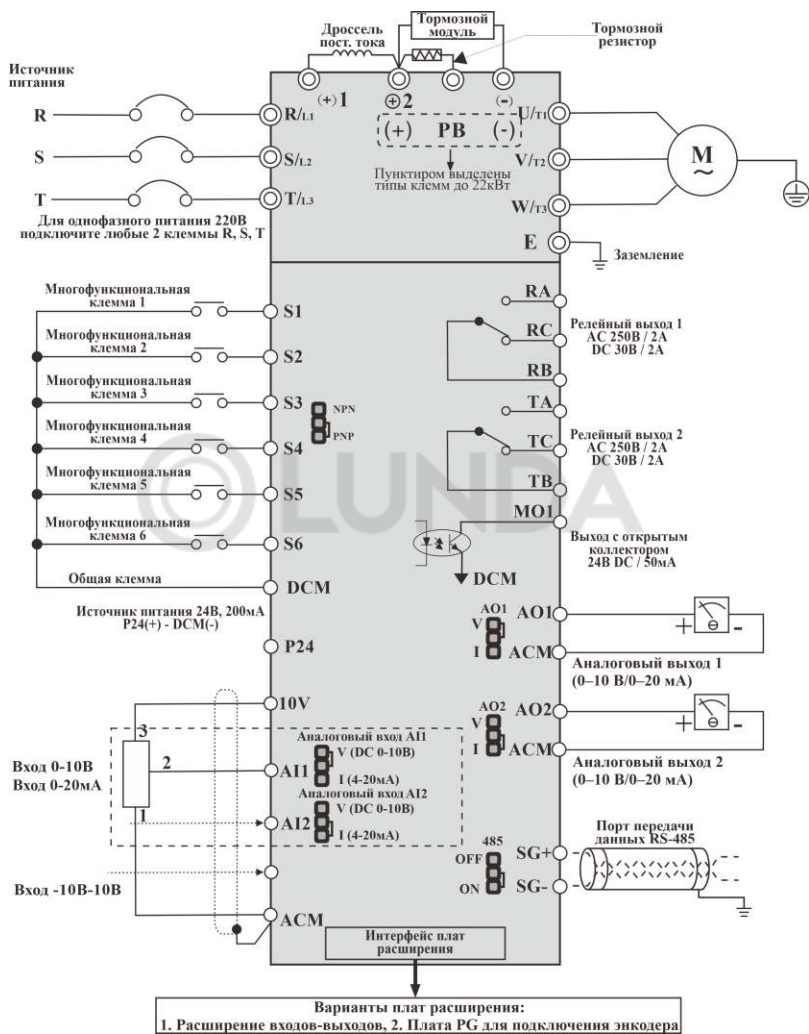 Дроссель
пост. тока
Тормозной
модуль
Тормозной
резистор
Источник
питания
(+)1
⊕2
(-)
R
R/L1
U/T1
(+) PB (-)
S
S/L2
V/T2
M
~
Пунктиром выделены
типы клемм до 22кВт
T
T/L3
W/T3
Для однофазного питания 220В
подключите любые 2 клеммы R, S, T
E
Заземление
Многофункциональная
клемма 1
S1
Многофункциональная
клемма 2
S2
Многофункциональная
клемма 3
S3
Многофункциональная
клемма 4
S4
Многофункциональная
клемма 5
S5
Многофункциональная
клемма 6
S6
Общая клемма
DCM
NPN
PNP
RA
RC
RB
Релейный выход 1
AC 250В / 2А
DC 30В / 2А
TA
TC
TB
Релейный выход 2
AC 250В / 2А
DC 30В / 2А
LUNDA
MO1
Выход с открытым
коллектором
24В DC / 50мА
DCM
Источник питания 24В, 200мА
P24(+) - DCM(-)
P24
AO1
V
I
AO1
+ -
ACM
Аналоговый выход 1
(0–10 В/0–20 мА)
AO2
V
I
AO2
+ -
ACM
Аналоговый выход 2
(0–10 В/0–20 мА)
10V
3
2
1
Вход 0-10В
Вход 0-20мА
Аналоговый вход AI1
V (DC 0-10В)
I (4-20мА)
AI1
Аналоговый вход AI2
V (DC 0-10В)
I (4-20мА)
AI2
Вход -10В-10В
ACM
485
OFF
ON
SG+
SG-
Порт передачи
данных RS-485
Интерфейс плат
расширения
Варианты плат расширения:
1. Расширение входов-выходов, 2. Плата PG для подключения энкодера